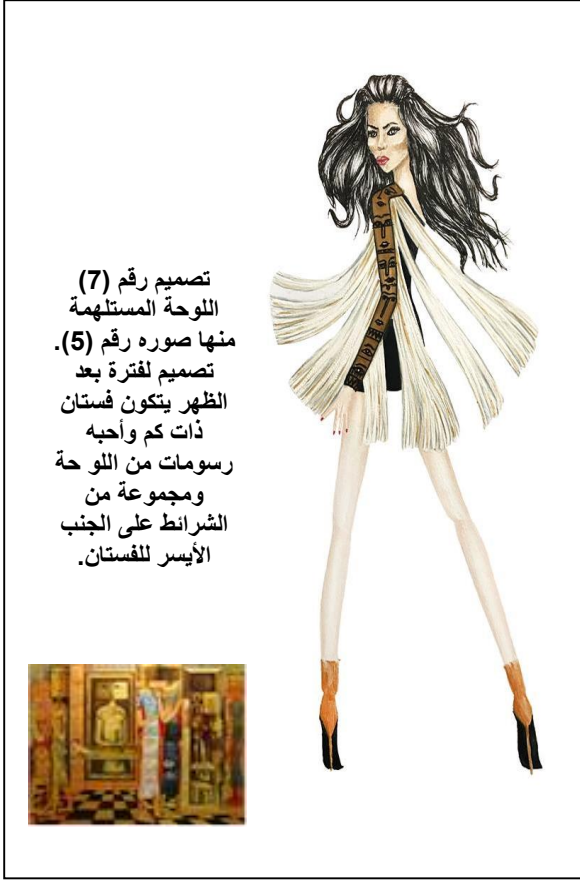 تصميم رقم (7)
اللوحة المستلهمة
منها صوره رقم (5).
تصميم لفترة بعد
الظهر يتكون فستان
ذات كم وأحبه
رسومات من اللو حة
ومجموعة من
الشرائط على الجنب
الأيسر للفستان.